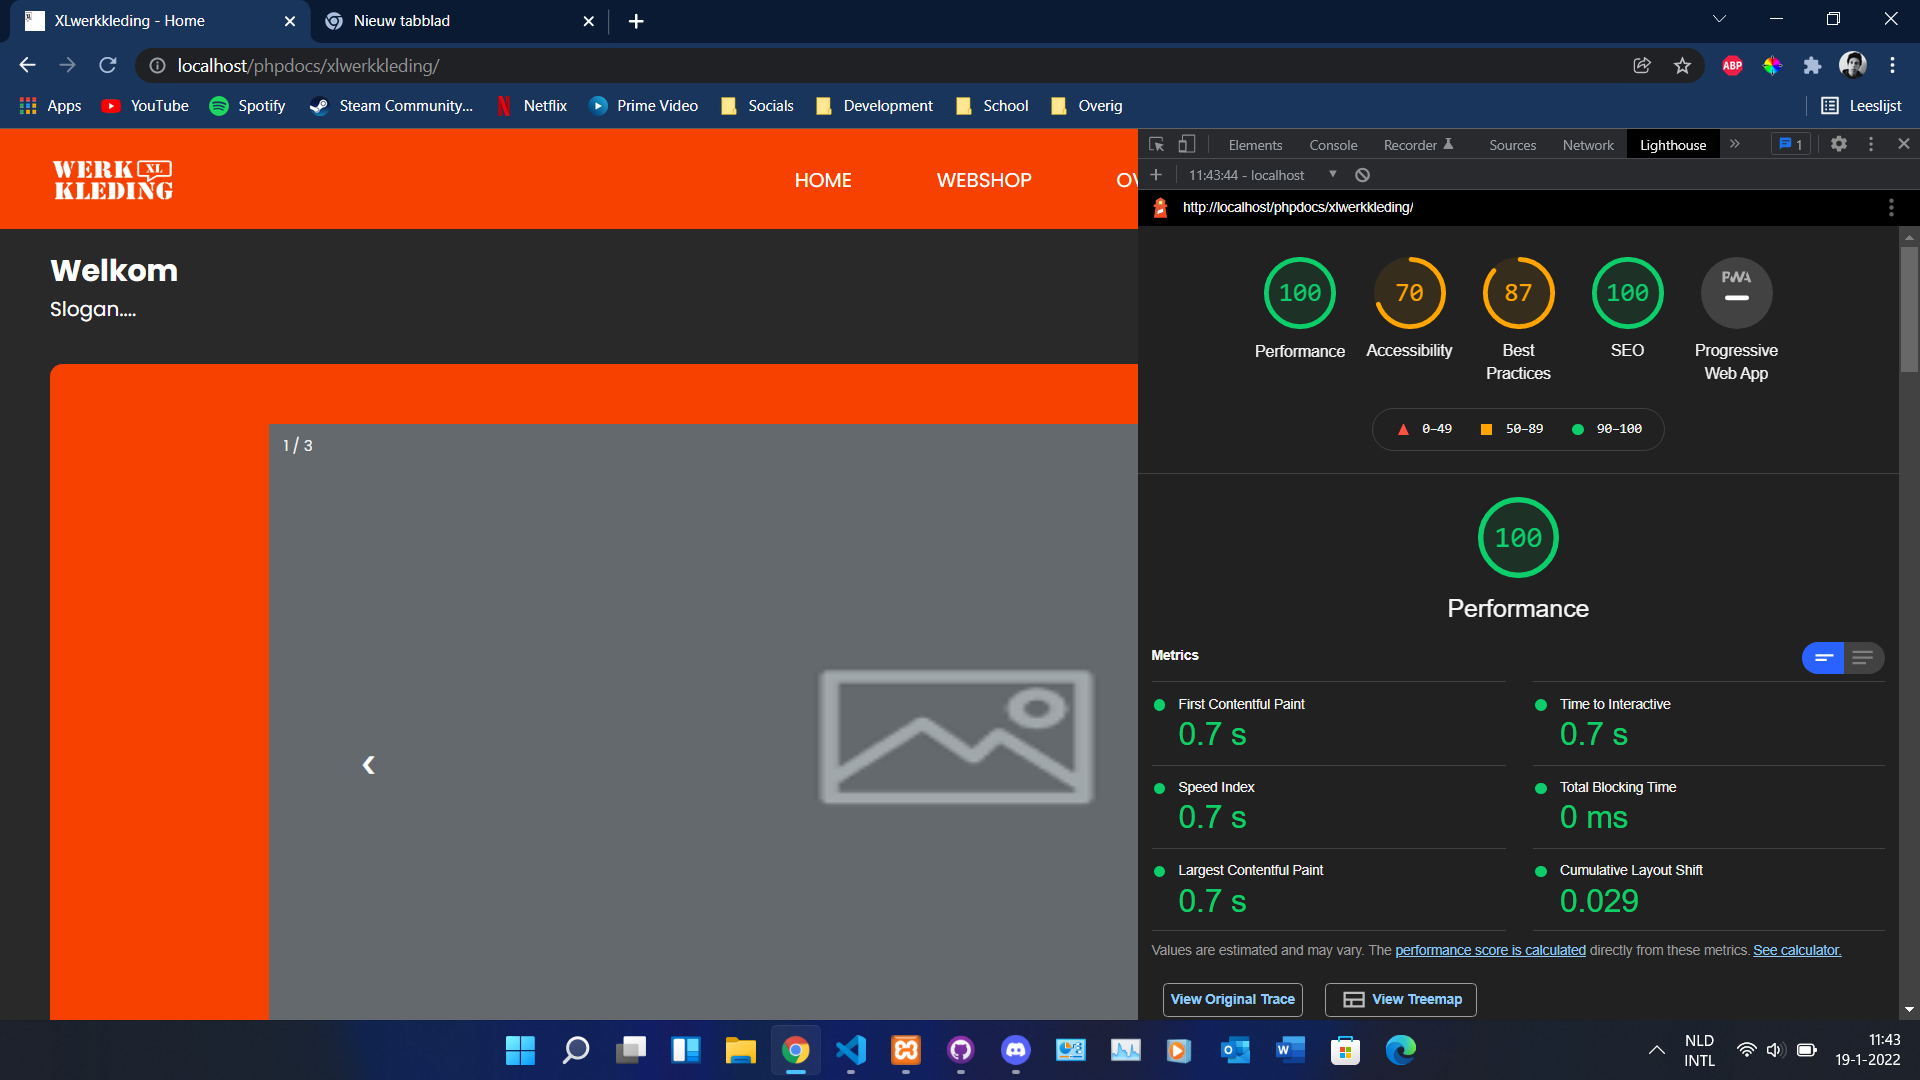 XLwerkkleding - Home
Nieuw tabblad
localhost/phpdocs/xlwerkkleding/
ABP
Apps
YouTube
Spotify
Steam Community...
Netflix
Prime Video
Socials
Development
School
Overig
Leeslijst
WERK XL
KLEDING
HOME
WEBSHOP
OV
Welkom
Slogan....
1 / 3
Elements
Console
Recorder
Sources
Network
Lighthouse
1
11:43:44 - localhost
http://localhost/phpdocs/xlwerkkleding/
100
70
87
100
PWA
Performance
Accessibility
Best
Practices
SEO
Progressive
Web App
0–49
50–89
90–100
100
Performance
Metrics
First Contentful Paint
0.7 s
Time to Interactive
0.7 s
Speed Index
0.7 s
Total Blocking Time
0 ms
Largest Contentful Paint
0.7 s
Cumulative Layout Shift
0.029
Values are estimated and may vary. The performance score is calculated directly from these metrics. See calculator.
View Original Trace
View Treemap
NLD
INTL
11:43
19-1-2022